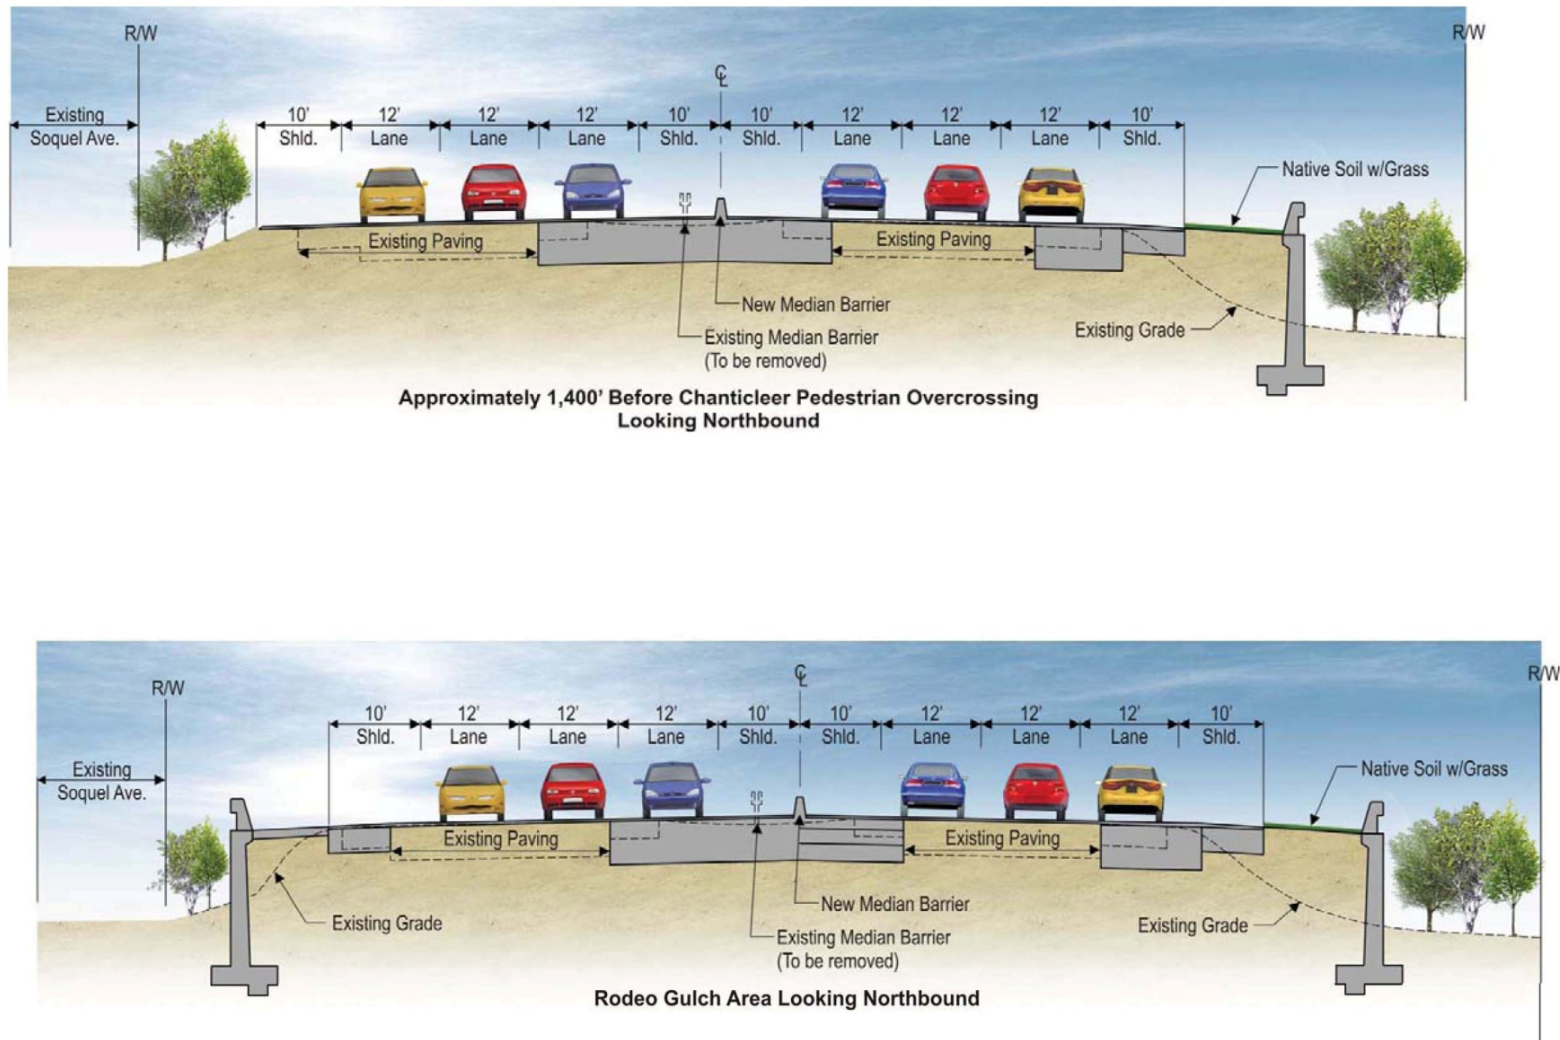 R/W
R/W
℄
Existing
Soquel Ave.
10' 12' 12' 12' 10' 10' 12' 12' 12' 10'
Shld. Lane Lane Lane Shld. Shld. Lane Lane Lane Shld.
Native Soil w/Grass
Existing Paving
Existing Paving
New Median Barrier
Existing Median Barrier
(To be removed)
Existing Grade
Approximately 1,400' Before Chanticleer Pedestrian Overcrossing
Looking Northbound
R/W
R/W
℄
10' 12' 12' 12' 10' 10' 12' 12' 12' 10'
Shld. Lane Lane Lane Shld. Shld. Lane Lane Lane Shld.
Existing
Soquel Ave.
Native Soil w/Grass
Existing Paving
Existing Paving
New Median Barrier
Existing Grade
Existing Grade
Existing Median Barrier
(To be removed)
Rodeo Gulch Area Looking Northbound